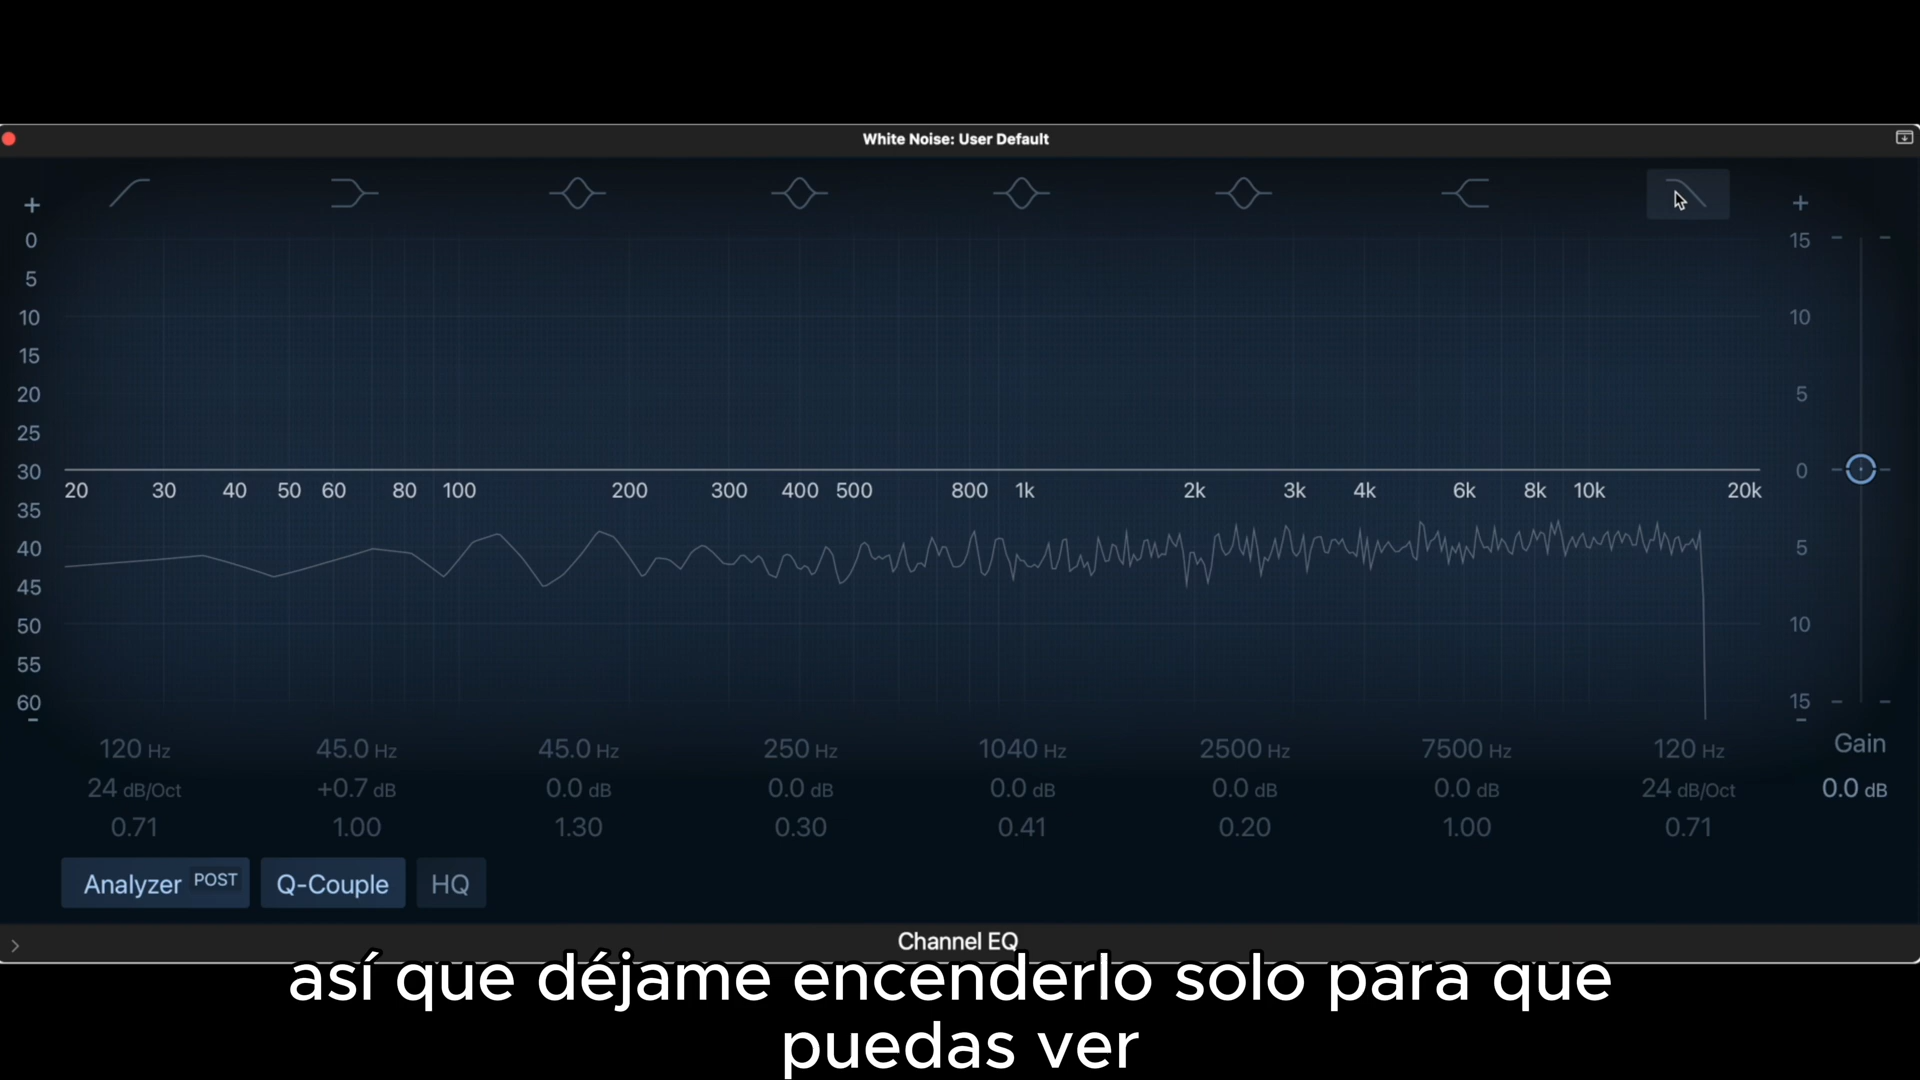 White Noise: User Default
+ +
0 15
5
10 10
15
20 5
25
30 0
20 30 40 50 60 80 100 200 300 400 500 800 1k 2k 3k 4k 6k 8k 10k 20k
35
40 5
45
50 10
55
60 15
- -
120 Hz 45.0 Hz 45.0 Hz 250 Hz 1040 Hz 2500 Hz 7500 Hz 120 Hz Gain
24 dB/Oct +0.7 dB 0.0 dB 0.0 dB 0.0 dB 0.0 dB 0.0 dB 24 dB/Oct 0.0 dB
0.71 1.00 1.30 0.30 0.41 0.20 1.00 0.71
Analyzer POST Q-Couple HQ
Channel EQ
así que déjame encenderlo solo para que
puedas ver